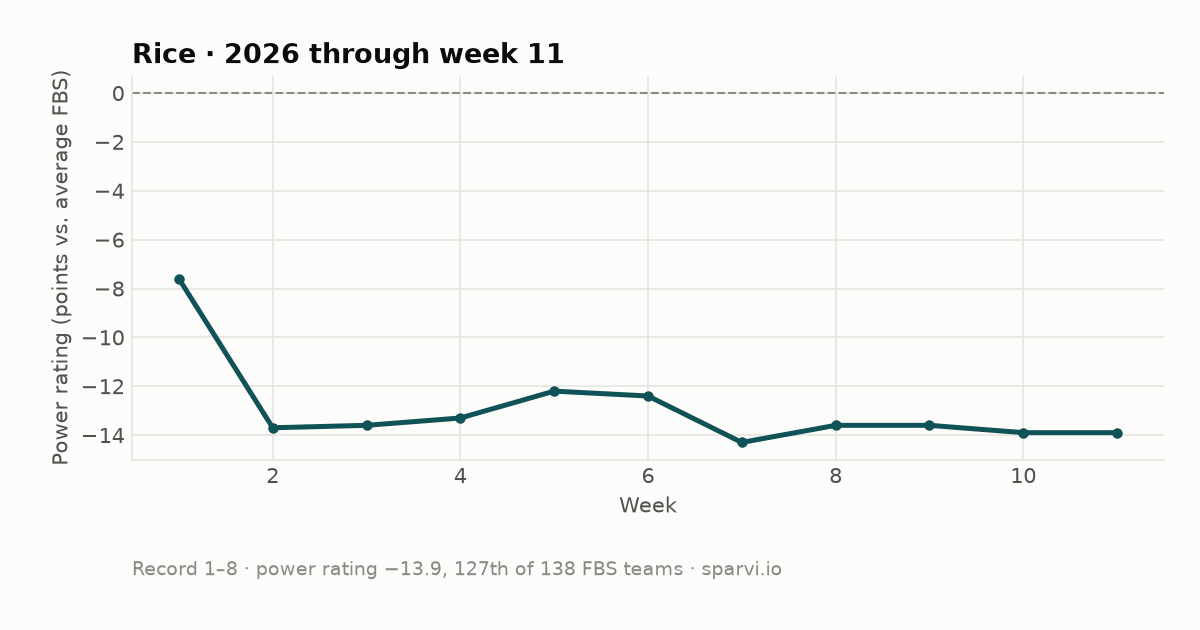 Rice · 2026 through week 11
Power rating (points vs. average FBS)
0
−2
−4
−6
−8
−10
−12
−14
2 4 6 8 10
Week
Record 1–8 · power rating −13.9, 127th of 138 FBS teams · sparvi.io